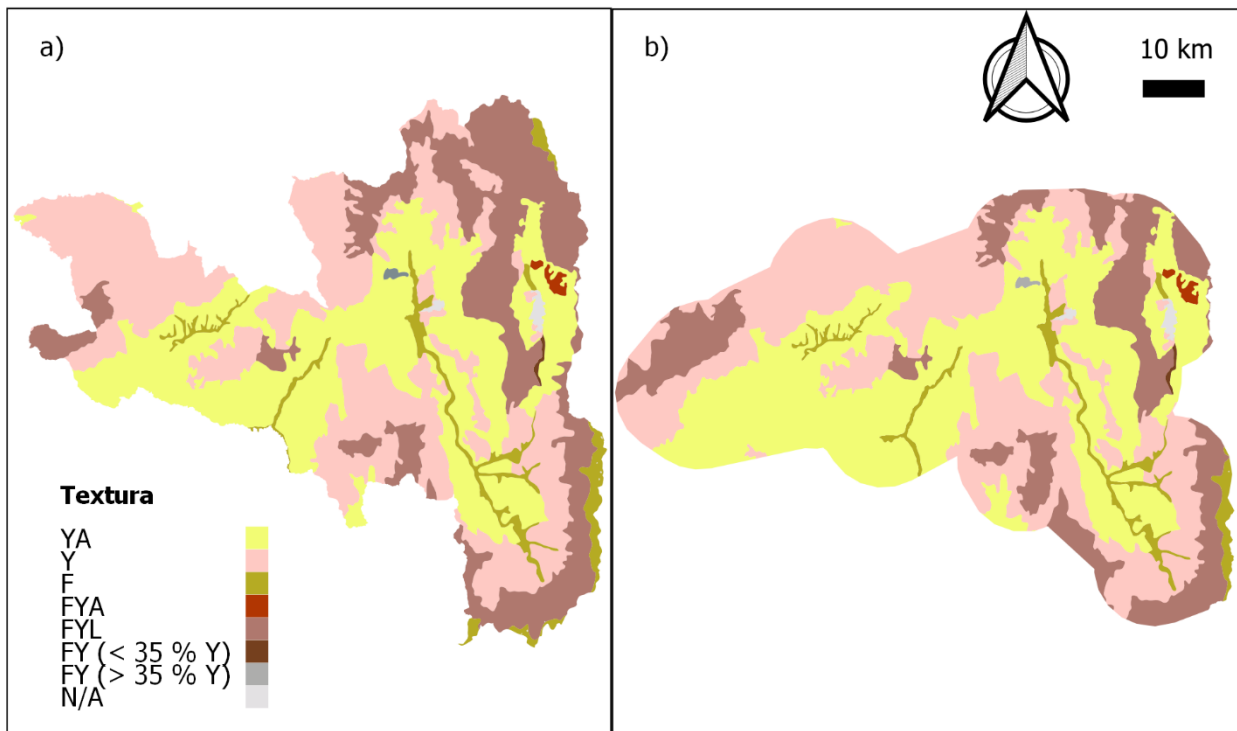 a)
b)
10 km
Textura
YA
Y
F
FYA
FYL
FY (< 35 % Y)
FY (> 35 % Y)
N/A